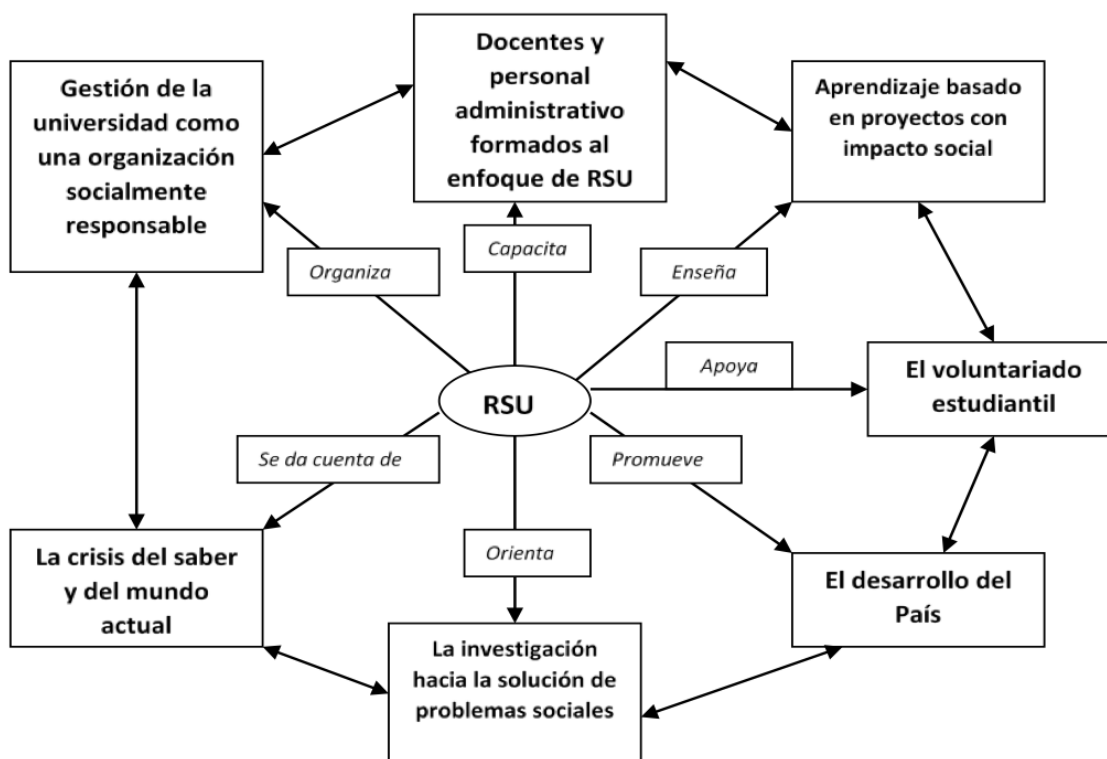 Docentes y
personal
administrativo
formados al
enfoque de RSU
Gestión de la
universidad como
una organización
socialmente
responsable
Aprendizaje basado
en proyectos con
impacto social
Organiza
Capacita
Enseña
Apoya
El voluntariado
estudiantil
RSU
Se da cuenta de
Promueve
Orienta
La crisis del saber
y del mundo
actual
El desarrollo del
País
La investigación
hacia la solución de
problemas sociales